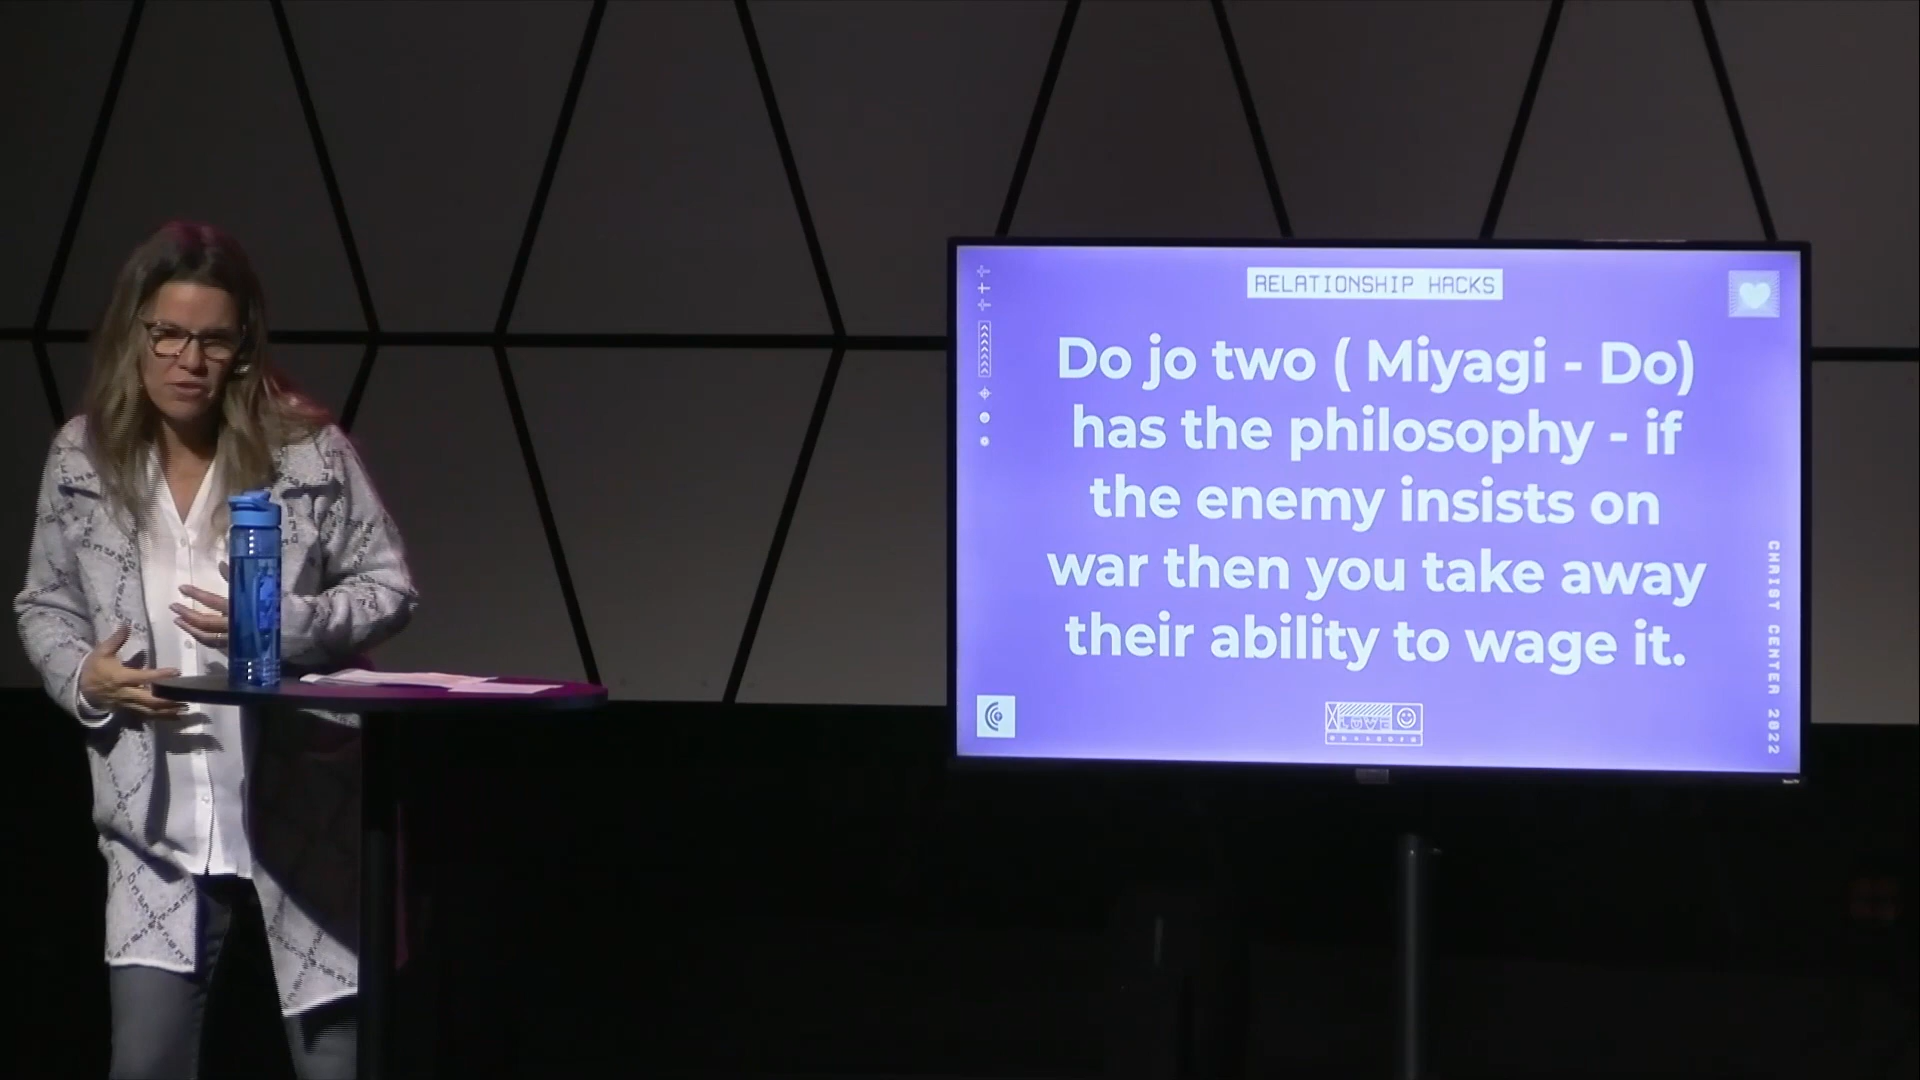 RELATIONSHIP HACKS
Do jo two ( Miyagi - Do)
has the philosophy - if
the enemy insists on
war then you take away
their ability to wage it.
CHRIST CENTER 2022
LOVE